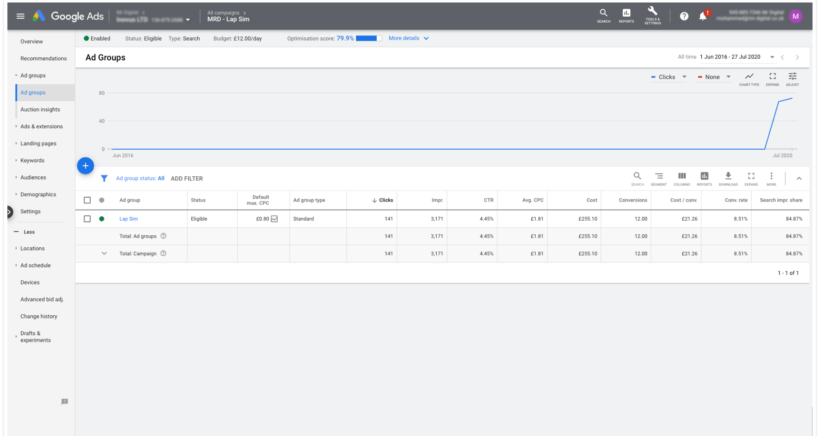 Google Ads
All campaigns >
MRD - Lap Sim
SEARCH
REPORTS
TOOLS & SETTINGS
M
Enabled Status: Eligible Type: Search Budget: £12.00/day Optimisation score: 79.9% More details
Overview
Recommendations
Ad groups
Ad groups
Auction insights
Ads & extensions
Landing pages
Keywords
Audiences
Demographics
Settings
Less
Locations
Ad schedule
Devices
Advanced bid adj.
Change history
Drafts & experiments
Ad Groups
All time 1 Jun 2016 - 27 Jul 2020
Clicks None
CHART TYPE EXPAND ADJUST
80
40
0
Jun 2016 Jul 2020
Ad group status: All ADD FILTER
SEARCH SEGMENT COLUMNS REPORTS DOWNLOAD EXPAND MORE
Ad group Status Default max. CPC Ad group type Clicks Impr. CTR Avg. CPC Cost Conversions Cost / conv. Conv. rate Search impr. share
Lap Sim Eligible £0.80 Standard 141 3,171 4.45% £1.81 £255.10 12.00 £21.26 8.51% 84.87%
Total: Ad groups 141 3,171 4.45% £1.81 £255.10 12.00 £21.26 8.51% 84.87%
Total: Campaign 141 3,171 4.45% £1.81 £255.10 12.00 £21.26 8.51% 84.87%
1 - 1 of 1